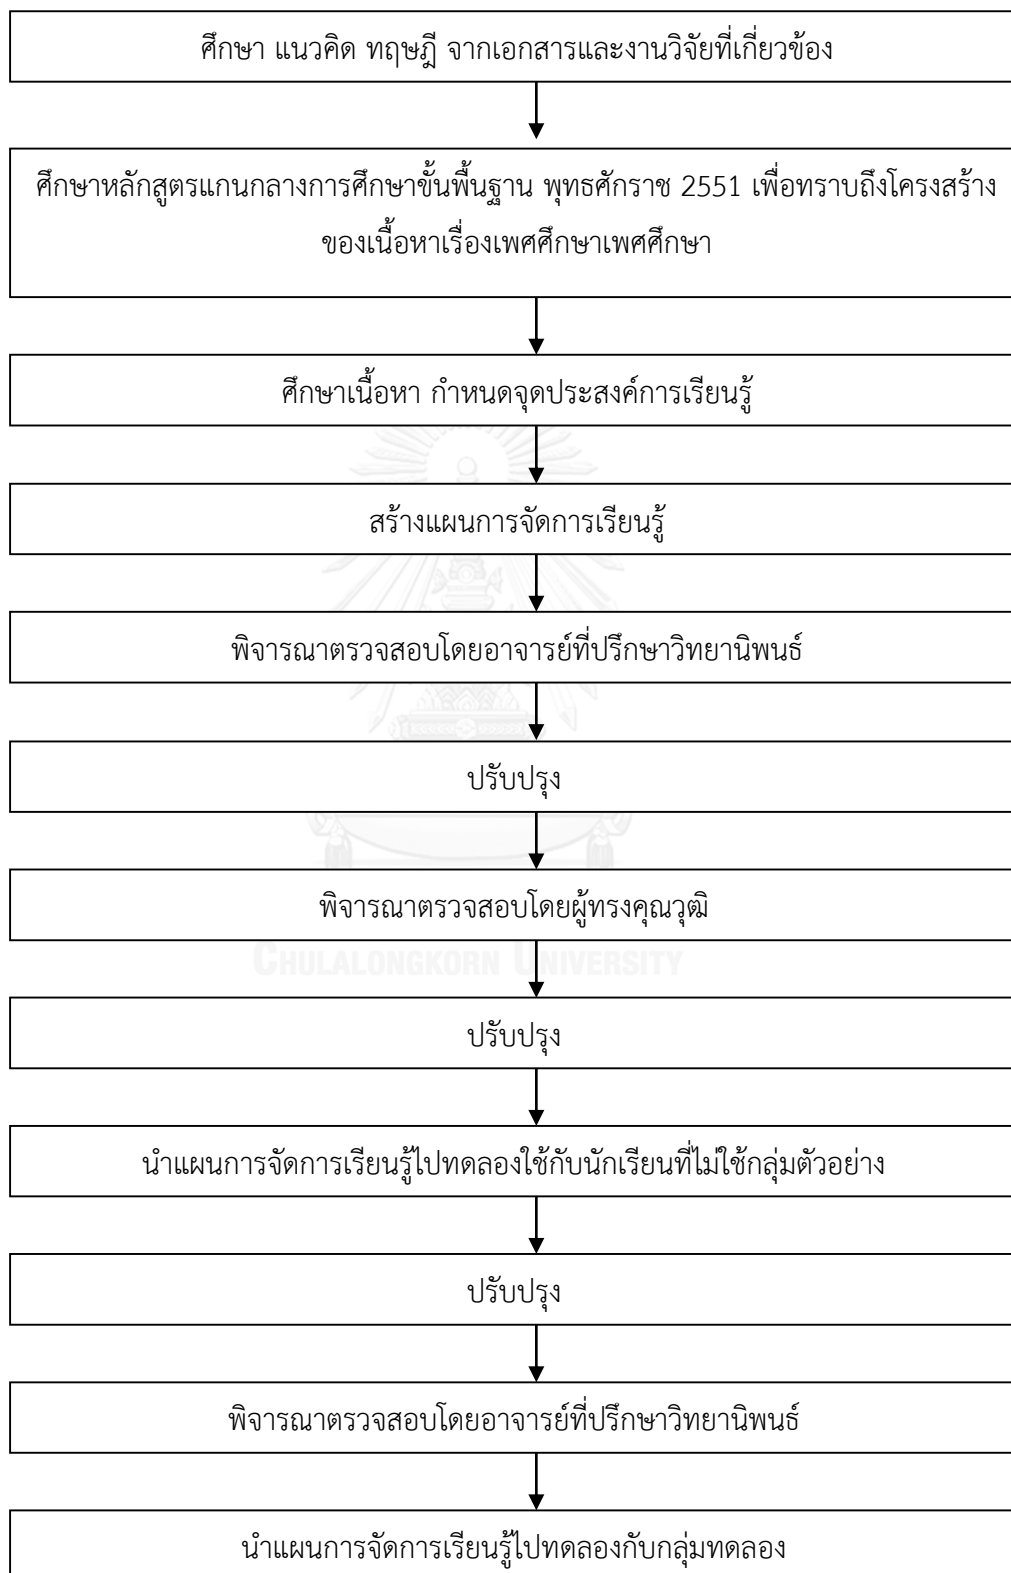 ศึกษา แนวคิด ทฤษฎี จากเอกสารและงานวิจัยที่เกี่ยวข้อง
ศึกษาหลักสูตรแกนกลางการศึกษาขั้นพื้นฐาน พุทธศักราช 2551 เพื่อทราบถึงโครงสร้าง
ของเนื้อหาเรื่องเพศศึกษาเพศศึกษา
ศึกษาเนื้อหา กำหนดจุดประสงค์การเรียนรู้
สร้างแผนการจัดการเรียนรู้
พิจารณาตรวจสอบโดยอาจารย์ที่ปรึกษาวิทยานิพนธ์
ปรับปรุง
พิจารณาตรวจสอบโดยผู้ทรงคุณวุฒิ
CHULALONGKORN UNIVERSITY
ปรับปรุง
นำแผนการจัดการเรียนรู้ไปทดลองใช้กับนักเรียนที่ไม่ใช้กลุ่มตัวอย่าง
ปรับปรุง
พิจารณาตรวจสอบโดยอาจารย์ที่ปรึกษาวิทยานิพนธ์
นำแผนการจัดการเรียนรู้ไปทดลองกับกลุ่มทดลอง